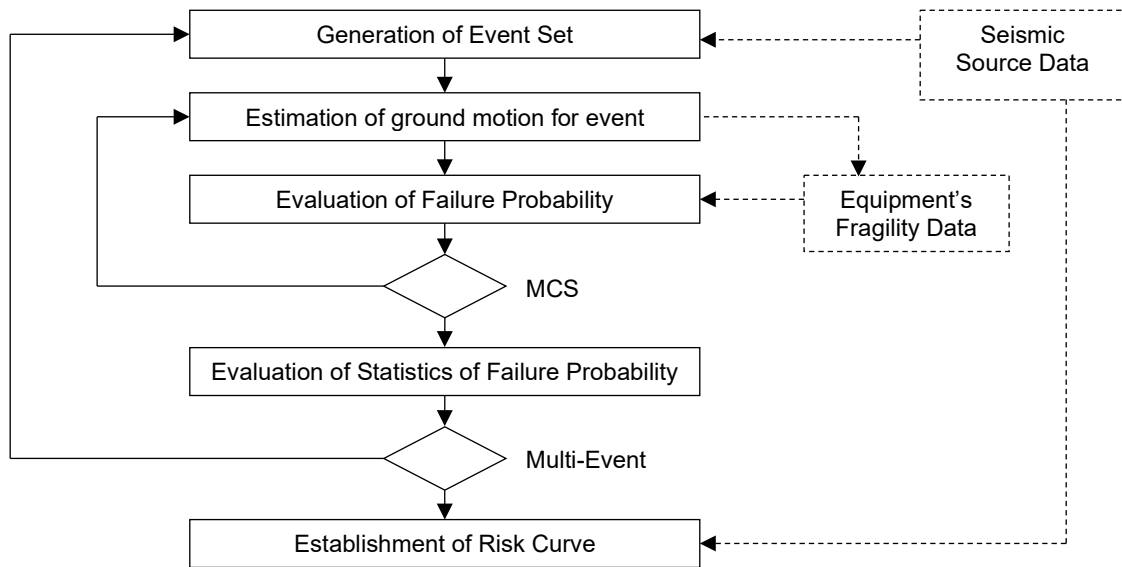 Generation of Event Set
Seismic
Source Data
Estimation of ground motion for event
Evaluation of Failure Probability
Equipment’s
Fragility Data
MCS
Evaluation of Statistics of Failure Probability
Multi-Event
Establishment of Risk Curve